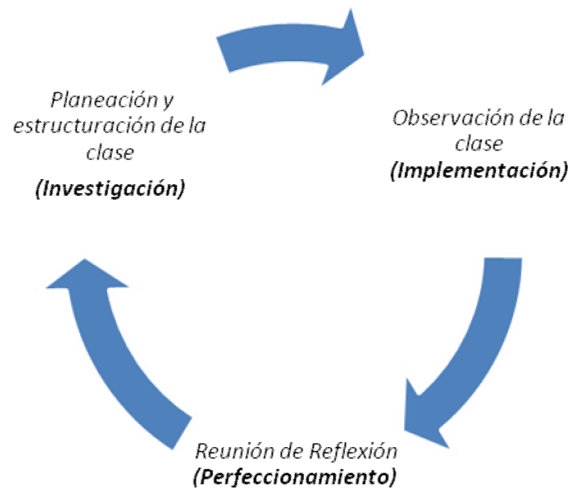 Planeación y
estructuración de la
clase
(Investigación)
Observación de la
clase
(Implementación)
Reunión de Reflexión
(Perfeccionamiento)